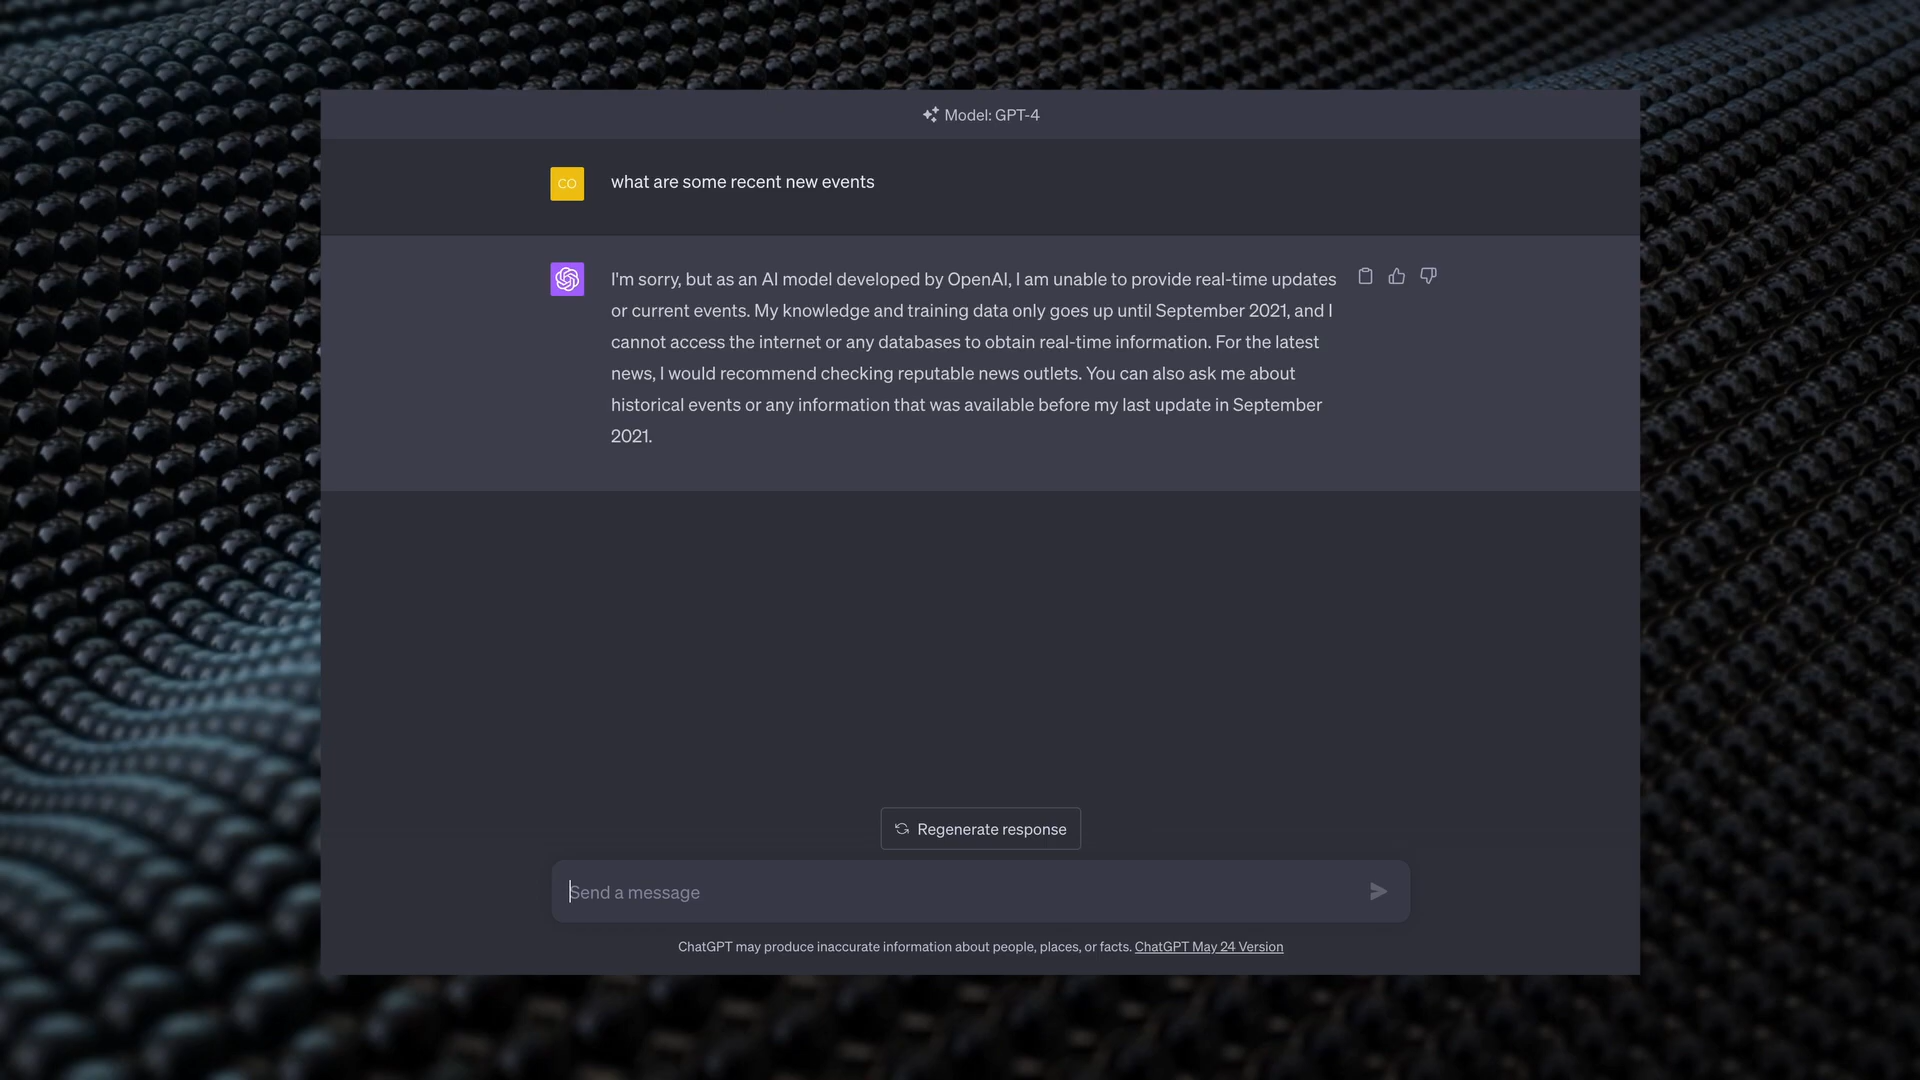 Model: GPT-4
CO
what are some recent new events
I'm sorry, but as an AI model developed by OpenAI, I am unable to provide real-time updates
or current events. My knowledge and training data only goes up until September 2021, and I
cannot access the internet or any databases to obtain real-time information. For the latest
news, I would recommend checking reputable news outlets. You can also ask me about
historical events or any information that was available before my last update in September
2021.
Regenerate response
Send a message
ChatGPT may produce inaccurate information about people, places, or facts. ChatGPT May 24 Version